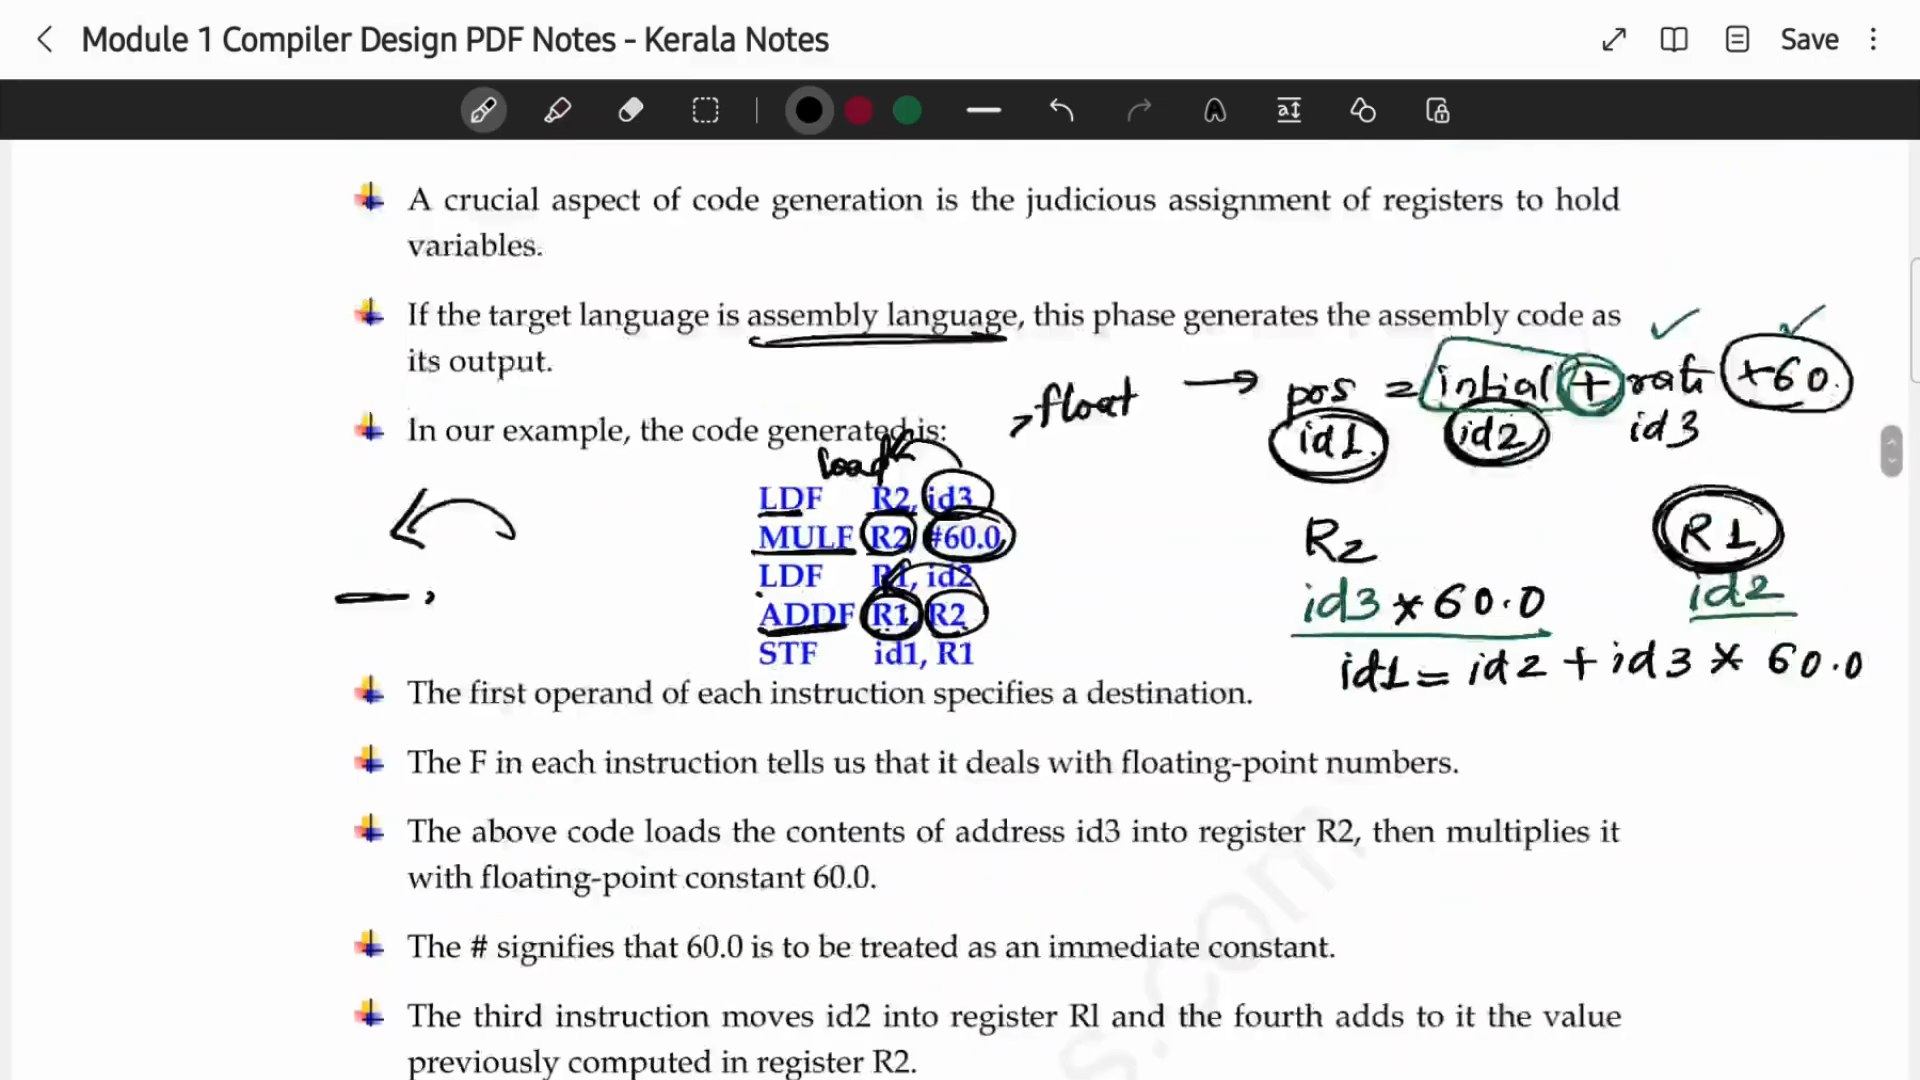 Module 1 Compiler Design PDF Notes - Kerala Notes
Save
A crucial aspect of code generation is the judicious assignment of registers to hold
variables.
If the target language is assembly language, this phase generates the assembly code as
its output.
In our example, the code generated is:
float → pos = intial + rate *60.
id1 id2 id3
load
LDF R2, id3
MULF R2, #60.0
LDF R1, id2
ADDF R1, R2
STF id1, R1
R2 R1
id3 * 60.0 id2
id1 = id2 + id3 * 60.0
The first operand of each instruction specifies a destination.
The F in each instruction tells us that it deals with floating-point numbers.
The above code loads the contents of address id3 into register R2, then multiplies it
with floating-point constant 60.0.
The # signifies that 60.0 is to be treated as an immediate constant.
The third instruction moves id2 into register Rl and the fourth adds to it the value
previously computed in register R2.